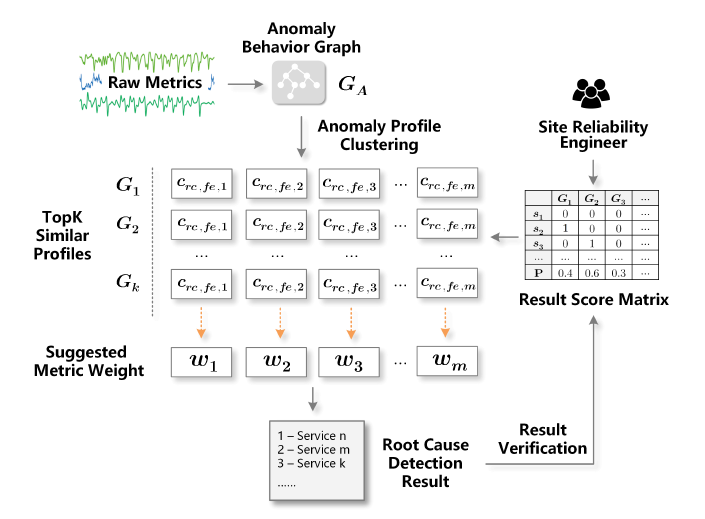 Anomaly
Behavior Graph
Raw Metrics
G_A
Anomaly Profile
Clustering
Site Reliability
Engineer
TopK
Similar
Profiles
G_1 c_{rc,fe,1} c_{rc,fe,2} c_{rc,fe,3} ... c_{rc,fe,m}
G_2 c_{rc,fe,1} c_{rc,fe,2} c_{rc,fe,3} ... c_{rc,fe,m}
... ... ... ...
G_k c_{rc,fe,1} c_{rc,fe,2} c_{rc,fe,3} ... c_{rc,fe,m}
G_1 G_2 G_3 ...
s_1 0 0 0 ...
s_2 1 0 0 ...
s_3 0 1 0 ...
... ... ... ... ...
P 0.4 0.6 0.3 ...
Result Score Matrix
Suggested
Metric Weight
w_1 w_2 w_3 ... w_m
1 – Service n
2 – Service m
3 – Service k
......
Root Cause
Detection
Result
Result
Verification